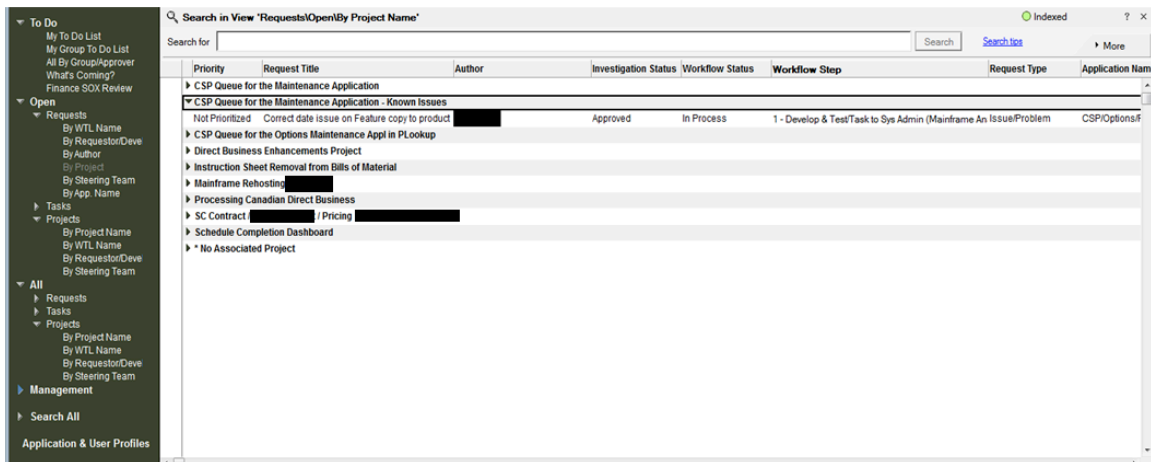 To Do
My To Do List
My Group To Do List
All By Group/Approver
What's Coming?
Finance SOX Review
Open
Requests
By WTL Name
By Requestor/Deve
By Author
By Project
By Steering Team
By App. Name
Tasks
Projects
By Project Name
By WTL Name
By Requestor/Deve
By Steering Team
All
Requests
Tasks
Projects
By Project Name
By WTL Name
By Requestor/Deve
By Steering Team
Management
Search All
Application & User Profiles
Search in View 'Requests\Open\By Project Name'
Indexed ? ×
Search for Search Search tips More
Priority Request Title Author Investigation Status Workflow Status Workflow Step Request Type Application Nam
CSP Queue for the Maintenance Application
CSP Queue for the Maintenance Application - Known Issues
Not Prioritized Correct date issue on Feature copy to product Approved In Process 1 - Develop & Test/Task to Sys Admin (Mainframe An Issue/Problem CSP/Options/F
CSP Queue for the Options Maintenance Appl in PLookup
Direct Business Enhancements Project
Instruction Sheet Removal from Bills of Material
Mainframe Rehosting
Processing Canadian Direct Business
SC Contract / : / Pricing
Schedule Completion Dashboard
* No Associated Project